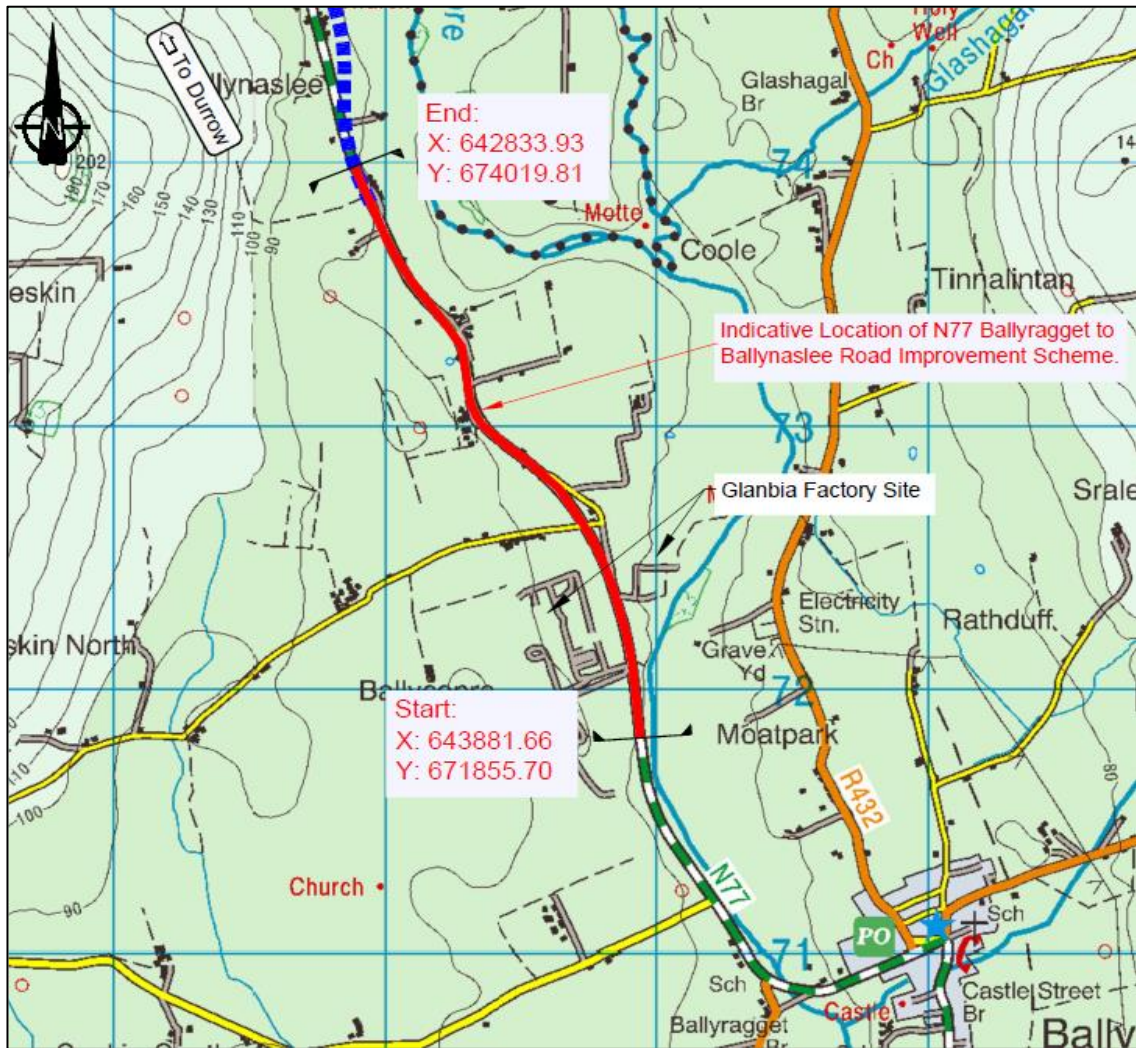 To Durrow
llynaslee
ore
Holy
Well
Ch
Glashagal
Glashagal
Br
End:
X: 642833.93
Y: 674019.81
202
190
170
160
150
140
130
110
100
90
74
14
Motte
Coole
Tinnalintan
eskin
Indicative Location of N77 Ballyragget to
Ballynaslee Road Improvement Scheme.
73
Glanbia Factory Site
Srale
Electricity
Stn.
Rathduff
Grave
Yd
skin North
72
Start:
X: 643881.66
Y: 671855.70
Moatpark
110
100
80
R432
N77
Church
90
PO
Sch
71
Sch
Castle
Castle Street
Br
Ballyragget
Br
Bally